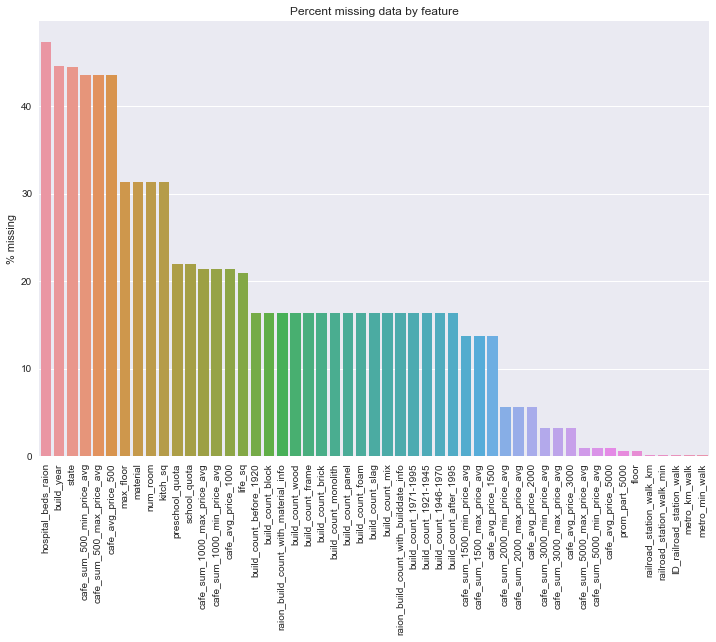 Percent missing data by feature
% missing
40
30
20
10
0
hospital_beds_raion
build_year
state
cafe_sum_500_min_price_avg
cafe_sum_500_max_price_avg
cafe_avg_price_500
max_floor
material
num_room
kitch_sq
preschool_quota
school_quota
cafe_sum_1000_max_price_avg
cafe_sum_1000_min_price_avg
cafe_avg_price_1000
life_sq
build_count_before_1920
build_count_block
raion_build_count_with_material_info
build_count_wood
build_count_frame
build_count_brick
build_count_monolith
build_count_panel
build_count_foam
build_count_slag
build_count_mix
raion_build_count_with_builddate_info
build_count_1971-1995
build_count_1921-1945
build_count_1946-1970
build_count_after_1995
cafe_sum_1500_min_price_avg
cafe_sum_1500_max_price_avg
cafe_avg_price_1500
cafe_sum_2000_min_price_avg
cafe_sum_2000_max_price_avg
cafe_avg_price_2000
cafe_sum_3000_min_price_avg
cafe_sum_3000_max_price_avg
cafe_avg_price_3000
cafe_sum_5000_max_price_avg
cafe_sum_5000_min_price_avg
cafe_avg_price_5000
prom_part_5000
floor
railroad_station_walk_km
railroad_station_walk_min
ID_railroad_station_walk
metro_km_walk
metro_min_walk